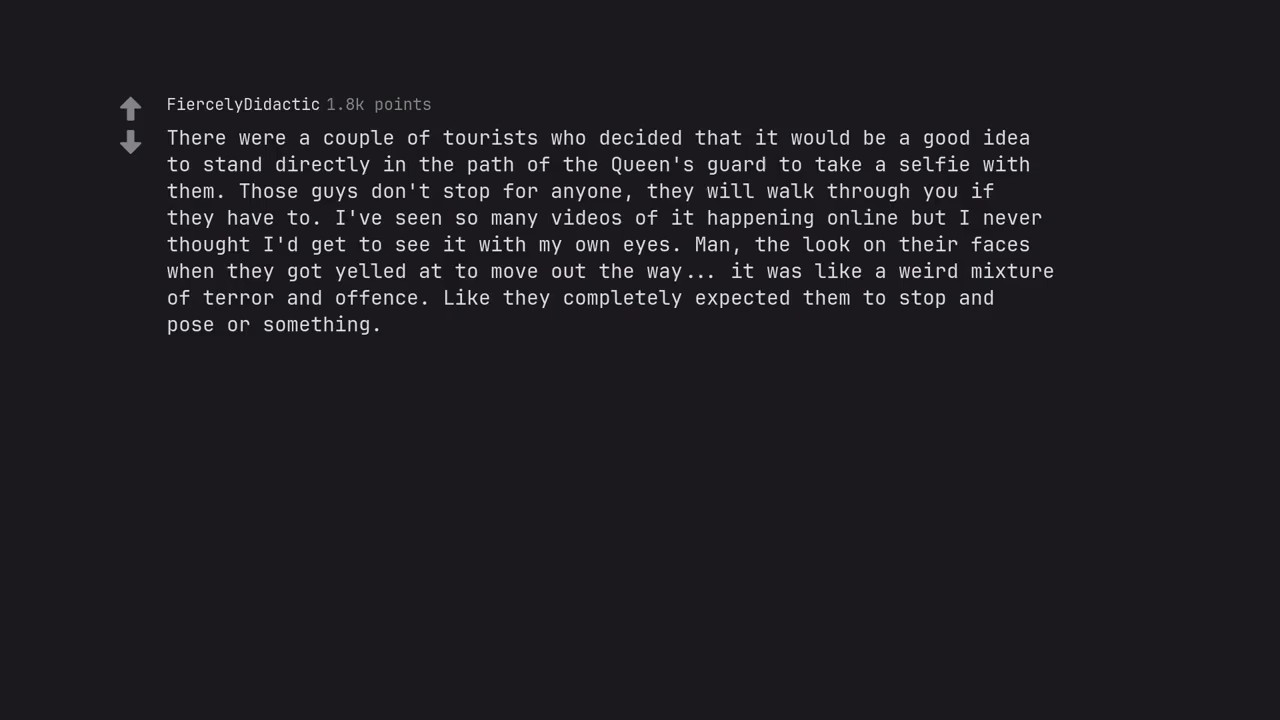 FiercelyDidactic 1.8k points
There were a couple of tourists who decided that it would be a good idea
to stand directly in the path of the Queen's guard to take a selfie with
them. Those guys don't stop for anyone, they will walk through you if
they have to. I've seen so many videos of it happening online but I never
thought I'd get to see it with my own eyes. Man, the look on their faces
when they got yelled at to move out the way... it was like a weird mixture
of terror and offence. Like they completely expected them to stop and
pose or something.